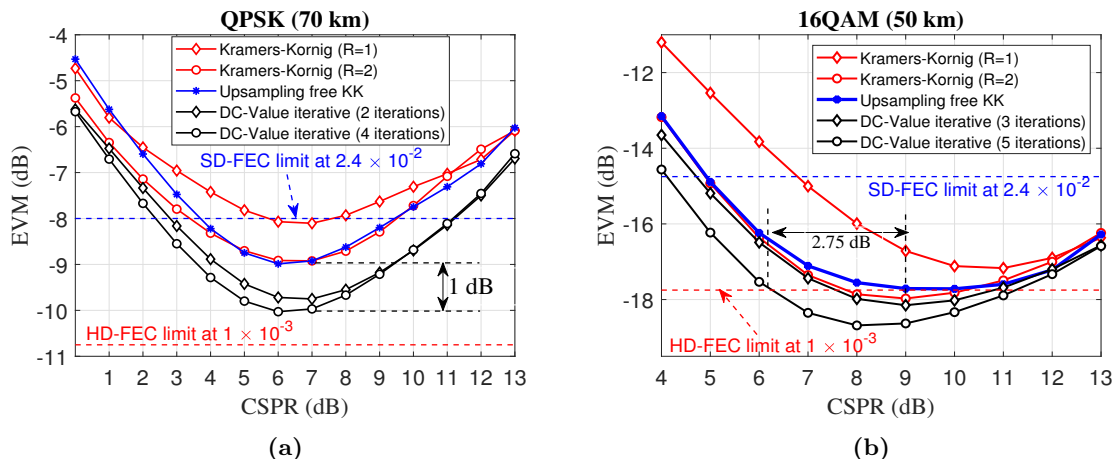 QPSK (70 km)
-4
-5
-6
-7
-8
-9
-10
-11
EVM (dB)
Kramers-Kornig (R=1)
Kramers-Kornig (R=2)
Upsampling free KK
DC-Value iterative (2 iterations)
DC-Value iterative (4 iterations)
SD-FEC limit at 2.4 × 10⁻²
1 dB
HD-FEC limit at 1 × 10⁻³
1 2 3 4 5 6 7 8 9 10 11 12 13
CSPR (dB)
(a)
16QAM (50 km)
-12
-14
-16
-18
EVM (dB)
Kramers-Kornig (R=1)
Kramers-Kornig (R=2)
Upsampling free KK
DC-Value iterative (3 iterations)
DC-Value iterative (5 iterations)
SD-FEC limit at 2.4 × 10⁻²
2.75 dB
HD-FEC limit at 1 × 10⁻³
4 5 6 7 8 9 10 11 12 13
CSPR (dB)
(b)